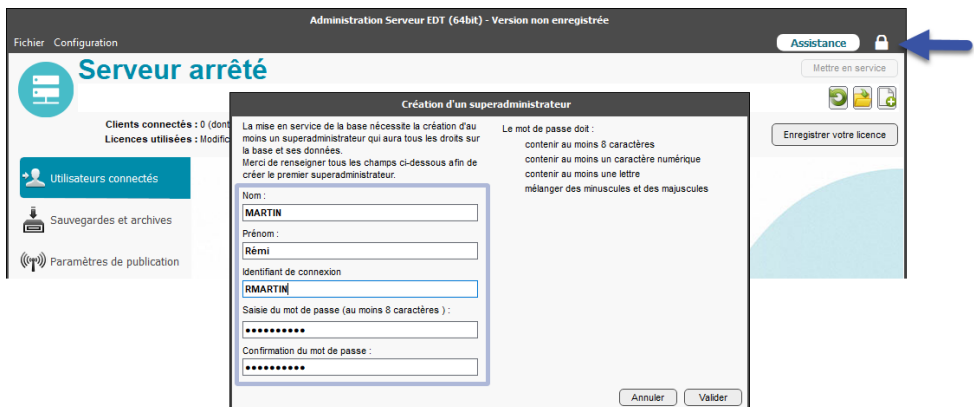 Administration Serveur EDT (64bit) - Version non enregistrée
Fichier Configuration
Assistance
Serveur arrêté
Mettre en service
Clients connectés : 0 (dont
Licences utilisées : Modific
Enregistrer votre licence
Utilisateurs connectés
Sauvegardes et archives
Paramètres de publication
Création d'un superadministrateur
La mise en service de la base nécessite la création d'au
moins un superadministrateur qui aura tous les droits sur
la base et ses données.
Merci de renseigner tous les champs ci-dessous afin de
créer le premier superadministrateur.
Nom :
MARTIN
Prénom :
Rémi
Identifiant de connexion
RMARTIN
Saisie du mot de passe (au moins 8 caractères ) :
••••••••••
Confirmation du mot de passe :
••••••••••
Le mot de passe doit :
contenir au moins 8 caractères
contenir au moins un caractère numérique
contenir au moins une lettre
mélanger des minuscules et des majuscules
Annuler
Valider